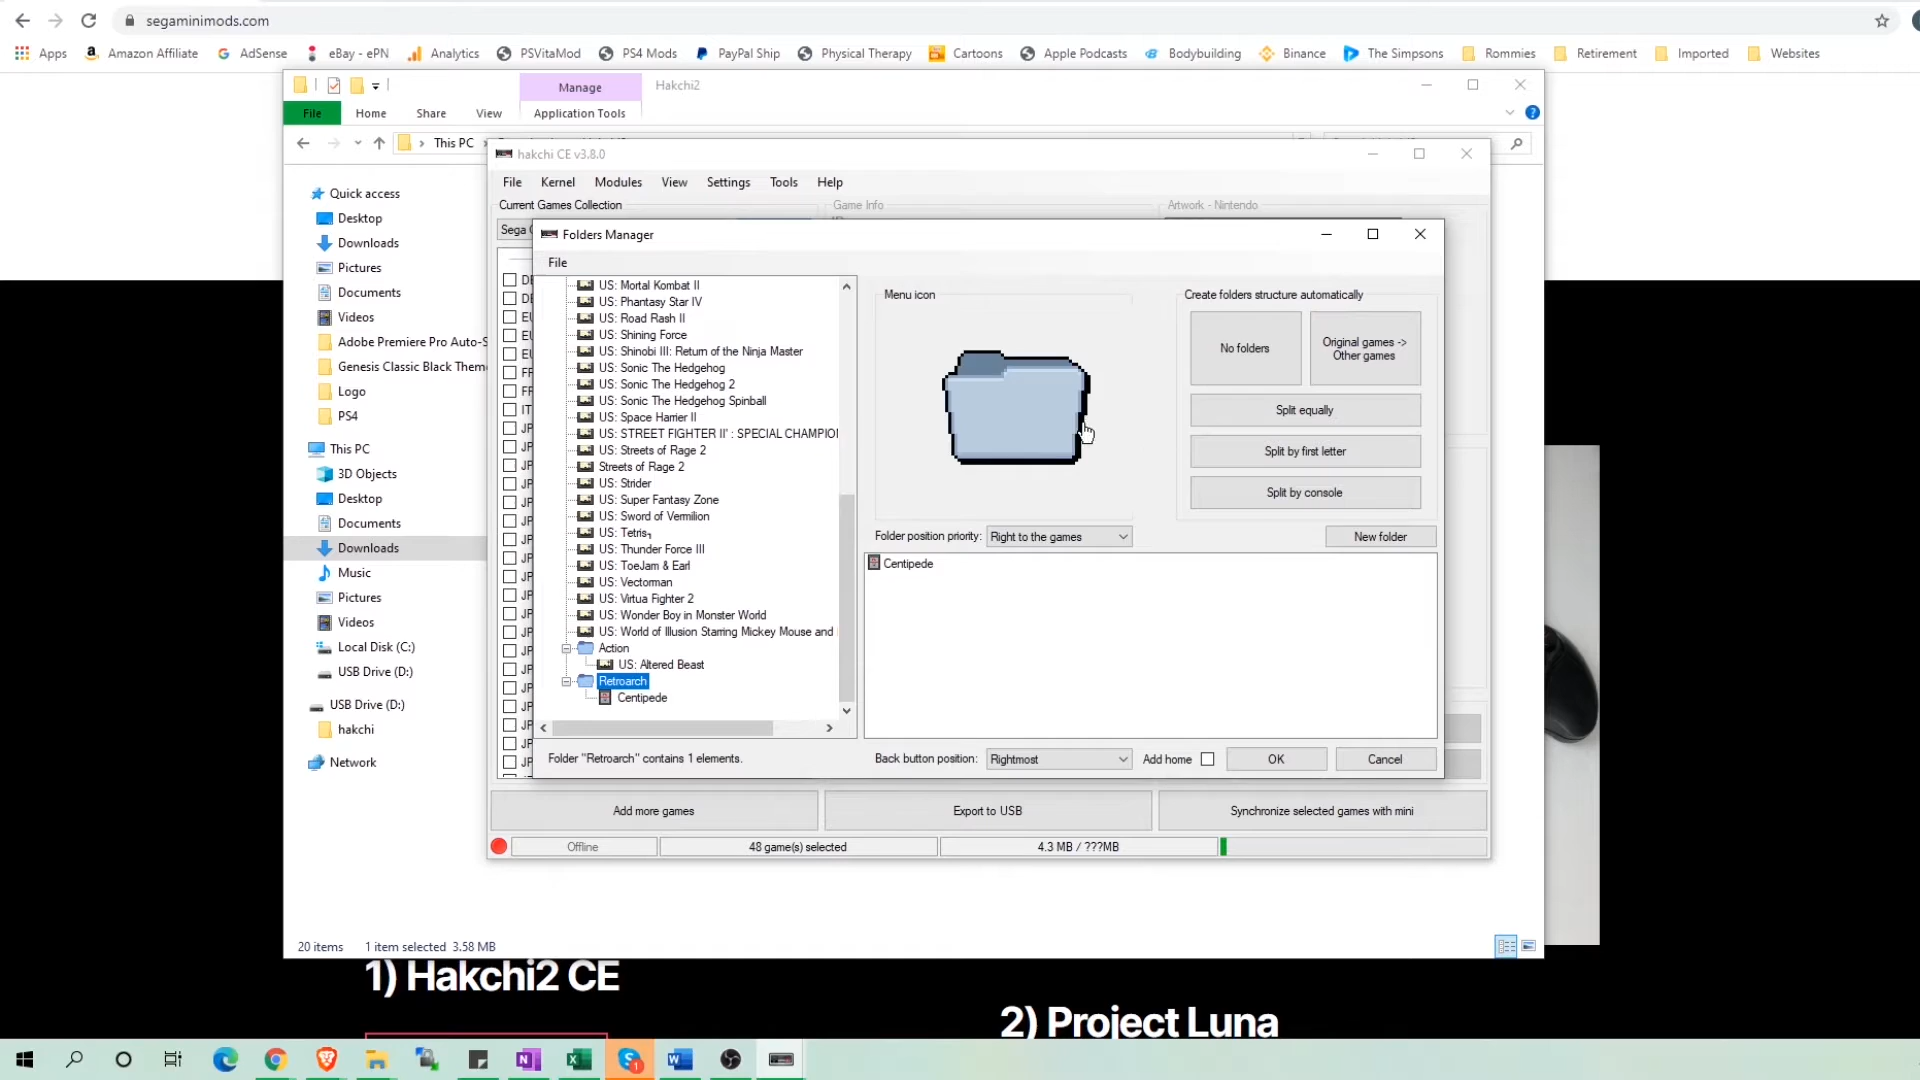 segaminimods.com
Apps
Amazon Affiliate
AdSense
eBay - ePN
Analytics
PSVitaMod
PS4 Mods
PayPal Ship
Physical Therapy
Cartoons
Apple Podcasts
Bodybuilding
Binance
The Simpsons
Rommies
Retirement
Imported
Websites
Manage
Hakchi2
File
Home
Share
View
Application Tools
This PC
Quick access
Desktop
Downloads
Pictures
Documents
Videos
Adobe Premiere Pro Auto-S
Genesis Classic Black Them
Logo
PS4
This PC
3D Objects
Desktop
Documents
Downloads
Music
Pictures
Videos
Local Disk (C:)
USB Drive (D:)
USB Drive (D:)
hakchi
Network
20 items
1 item selected 3.58 MB
hakchi CE v3.8.0
File
Kernel
Modules
View
Settings
Tools
Help
Current Games Collection
Game Info
Artwork - Nintendo
Sega
Folders Manager
File
US: Mortal Kombat II
US: Phantasy Star IV
US: Road Rash II
US: Shining Force
US: Shinobi III: Return of the Ninja Master
US: Sonic The Hedgehog
US: Sonic The Hedgehog 2
US: Sonic The Hedgehog Spinball
US: Space Harrier II
US: STREET FIGHTER II' : SPECIAL CHAMPION
US: Streets of Rage 2
Streets of Rage 2
US: Strider
US: Super Fantasy Zone
US: Sword of Vermilion
US: Tetris
US: Thunder Force III
US: ToeJam & Earl
US: Vectorman
US: Virtua Fighter 2
US: Wonder Boy in Monster World
US: World of Illusion Starring Mickey Mouse and
Action
US: Altered Beast
Retroarch
Centipede
Menu icon
Create folders structure automatically
No folders
Original games ->
Other games
Split equally
Split by first letter
Split by console
Folder position priority:
Right to the games
New folder
Centipede
Folder "Retroarch" contains 1 elements.
Back button position:
Rightmost
Add home
OK
Cancel
Add more games
Export to USB
Synchronize selected games with mini
Offline
48 game(s) selected
4.3 MB / ???MB
1) Hakchi2 CE
2) Project Luna